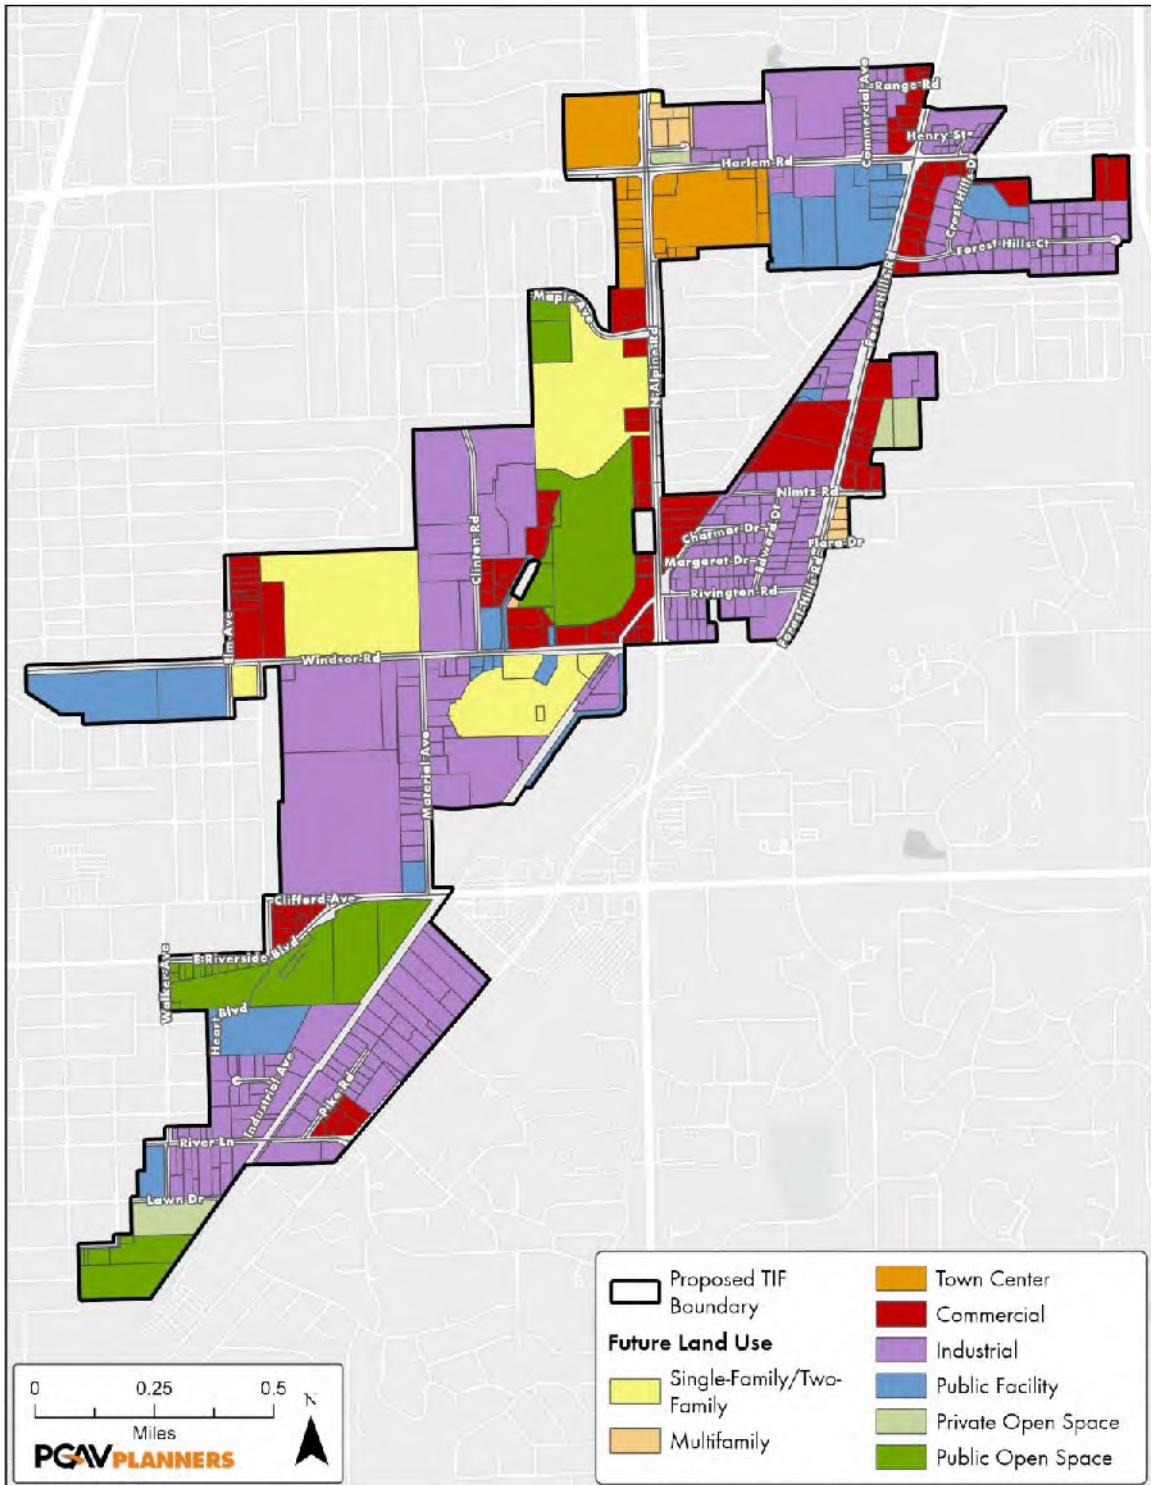 Commercial Ave
Range Rd
Henry St
Harlem Rd
Crest Hills Dr
Forest Hills Ct
Forest Hills Rd
Maple Ave
N Alpine Rd
Nimtz Rd
Clinton Rd
Charmar Dr
Edward Dr
Flora Dr
Margaret Dr
Rivington Rd
Forest Hills Rd
Elm Ave
Windsor Rd
Material Ave
Clifford Ave
E Riverside Blvd
Walker Ave
Heart Blvd
Industrial Ave
Pike Rd
River Ln
Lawn Dr
Proposed TIF
Boundary
Future Land Use
Single-Family/Two-
Family
Multifamily
Town Center
Commercial
Industrial
Public Facility
Private Open Space
Public Open Space
0 0.25 0.5
Miles
N
PGAV PLANNERS